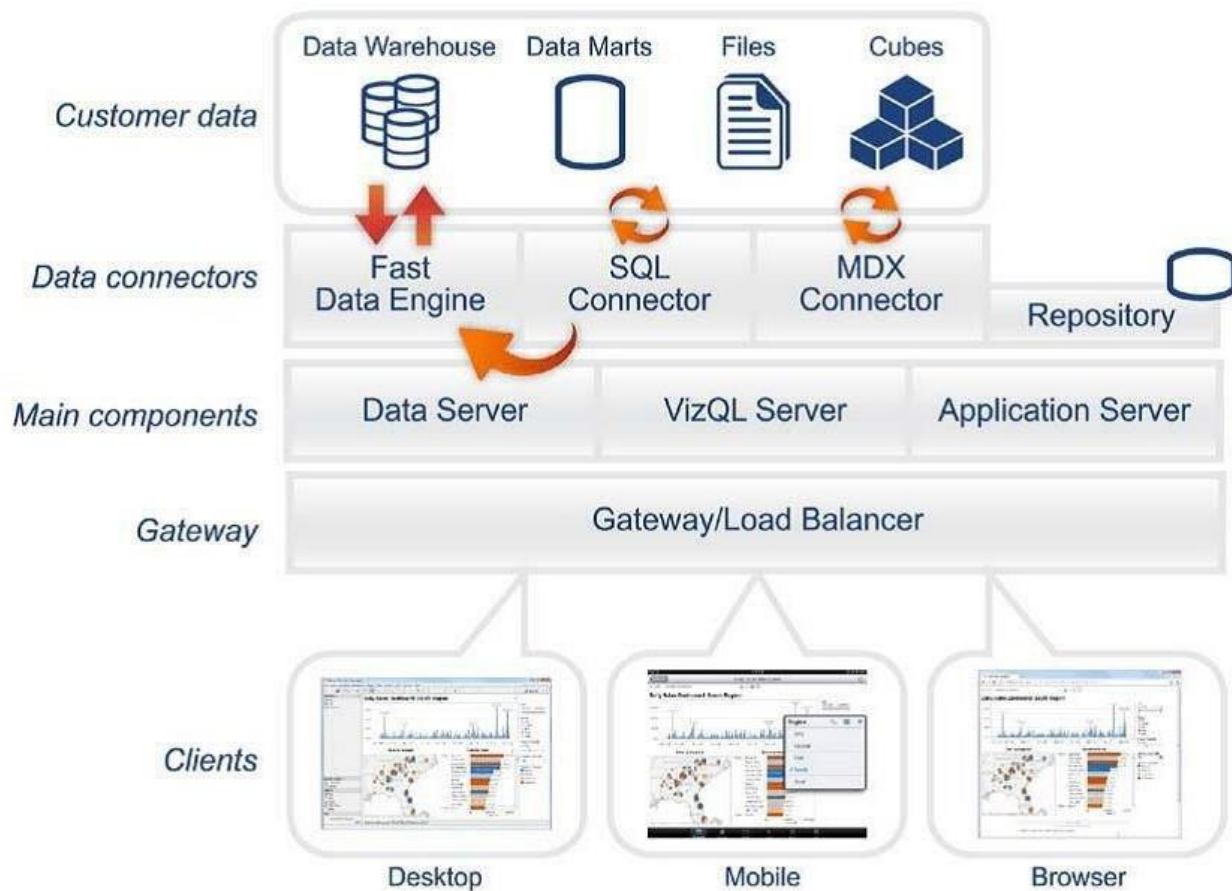 Data Warehouse
Data Marts
Files
Cubes
Customer data
Data connectors
Fast
Data Engine
SQL
Connector
MDX
Connector
Repository
Main components
Data Server
VizQL Server
Application Server
Gateway
Gateway/Load Balancer
Clients
Region
Desktop
Mobile
Browser